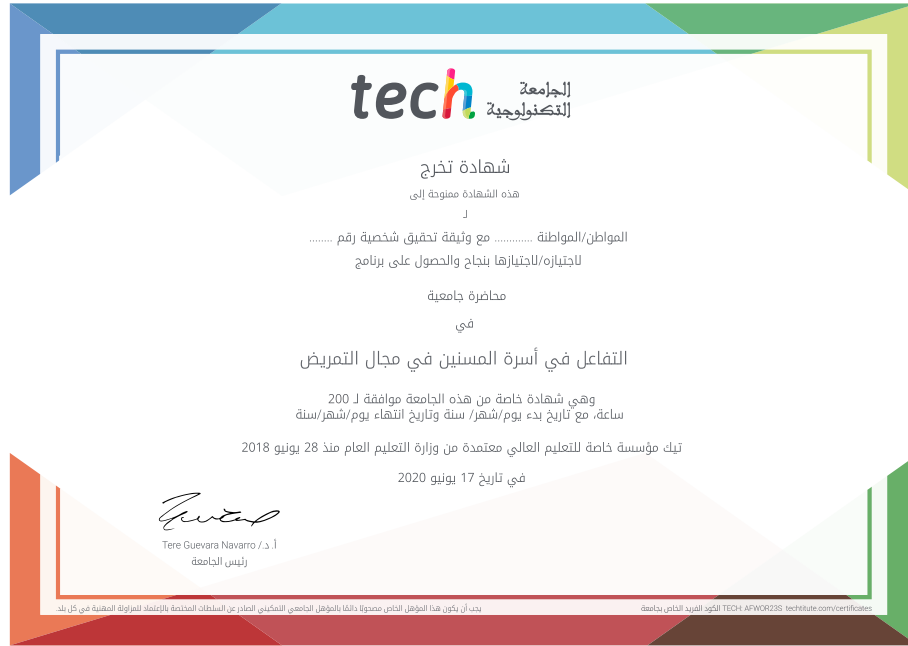 tech الجامعة
التكنولوجية
شهادة تخرج
هذه الشهادة ممنوحة إلى
لـ
المواطن/المواطنة ............ مع وثيقة تحقيق شخصية رقم ........
لاجتيازه/لاجتيازها بنجاح والحصول على برنامج
محاضرة جامعية
في
التفاعل في أسرة المسنين في مجال التمريض
وهي شهادة خاصة من هذه الجامعة موافقة لـ 200
ساعة، مع تاريخ بدء يوم/شهر/ سنة وتاريخ انتهاء يوم/شهر/سنة
تيك مؤسسة خاصة للتعليم العالي معتمدة من وزارة التعليم العام منذ 28 يونيو 2018
في تاريخ 17 يونيو 2020
أ. د./ Tere Guevara Navarro
رئيس الجامعة
يجب أن يكون هذا المؤهل الخاص مصحوبًا دائمًا بالمؤهل الجامعي التمكيني الصادر عن السلطات المختصة بالإعتماد للمزاولة المهنية في كل بلد.
الكود الفريد الخاص بجامعة TECH: AFWOR23S techtitute.com/certificates